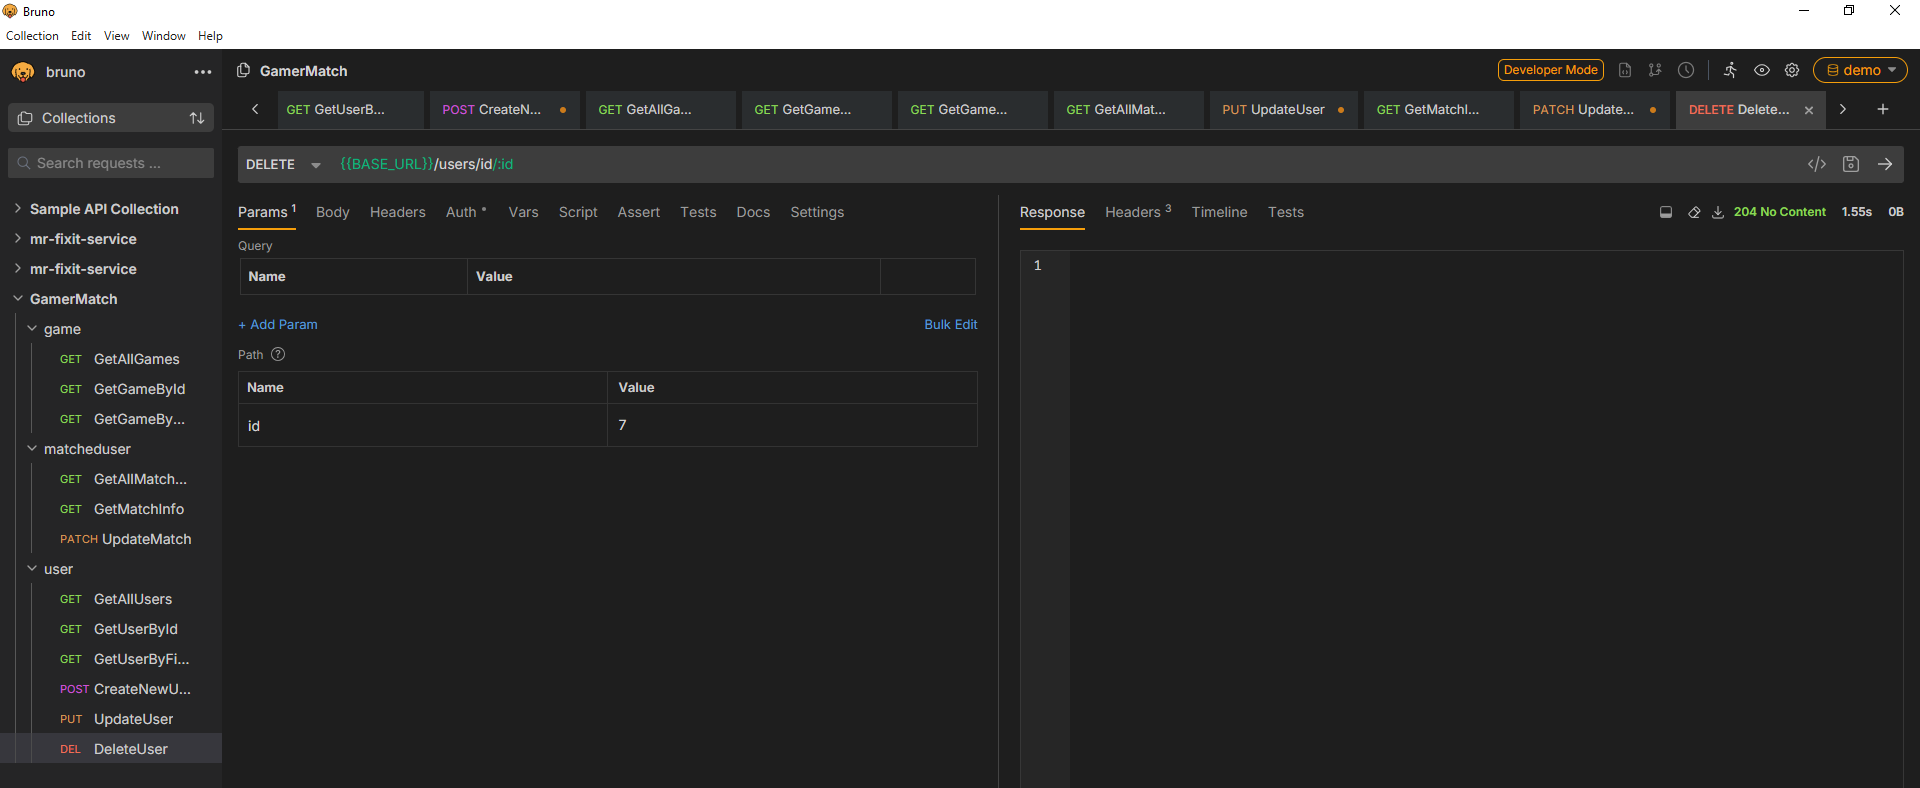 Bruno
Collection Edit View Window Help
bruno
GamerMatch
Developer Mode
demo
GET GetUserB...
POST CreateN...
GET GetAllGa...
GET GetGame...
GET GetGame...
GET GetAllMat...
PUT UpdateUser
GET GetMatchI...
PATCH Update...
DELETE Delete...
Collections
Search requests ...
DELETE {{BASE_URL}}/users/id/:id
Sample API Collection
mr-fixit-service
mr-fixit-service
GamerMatch
game
GET GetAllGames
GET GetGameById
GET GetGameBy...
matcheduser
GET GetAllMatch...
GET GetMatchInfo
PATCH UpdateMatch
user
GET GetAllUsers
GET GetUserById
GET GetUserByFi...
POST CreateNewU...
PUT UpdateUser
DEL DeleteUser
Params 1 Body Headers Auth Vars Script Assert Tests Docs Settings
Query
Name Value
+ Add Param Bulk Edit
Path ?
Name Value
id 7
Response Headers 3 Timeline Tests
204 No Content 1.55s 0B
1